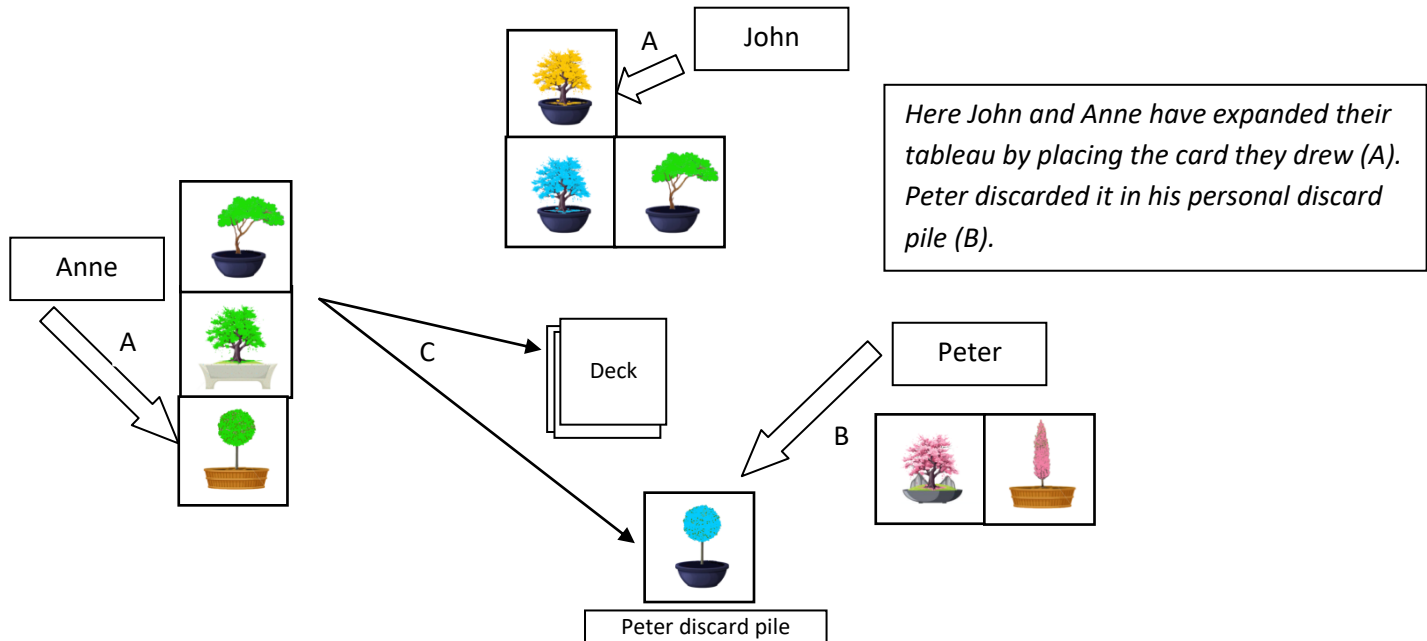 A
John
Here John and Anne have expanded their
tableau by placing the card they drew (A).
Peter discarded it in his personal discard
pile (B).
Anne
A
C
Deck
Peter
B
Peter discard pile